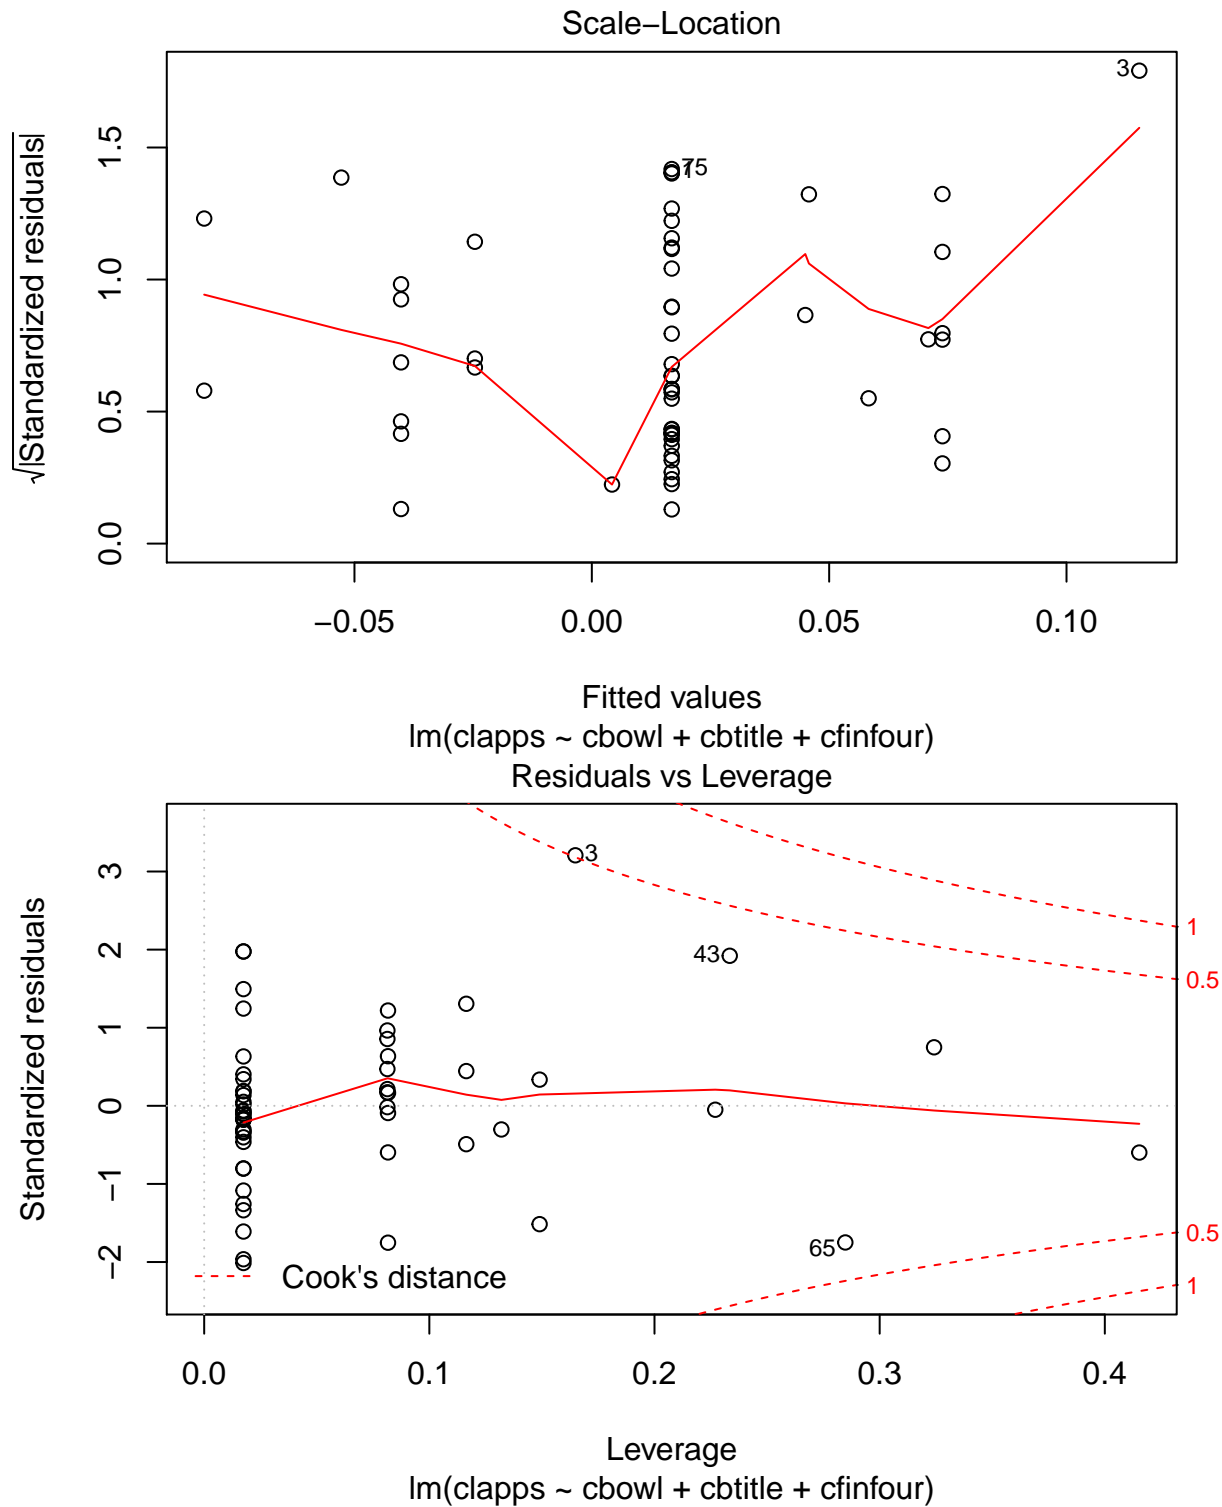 Scale−Location
√|Standardized residuals|
0.0 0.5 1.0 1.5
3
−0.05 0.00 0.05 0.10
Fitted values
lm(clapps ~ cbowl + cbtitle + cfinfour)
Residuals vs Leverage
Standardized residuals
−2 −1 0 1 2 3
3
43
65
1
0.5
0.5
1
Cook's distance
0.0 0.1 0.2 0.3 0.4
Leverage
lm(clapps ~ cbowl + cbtitle + cfinfour)